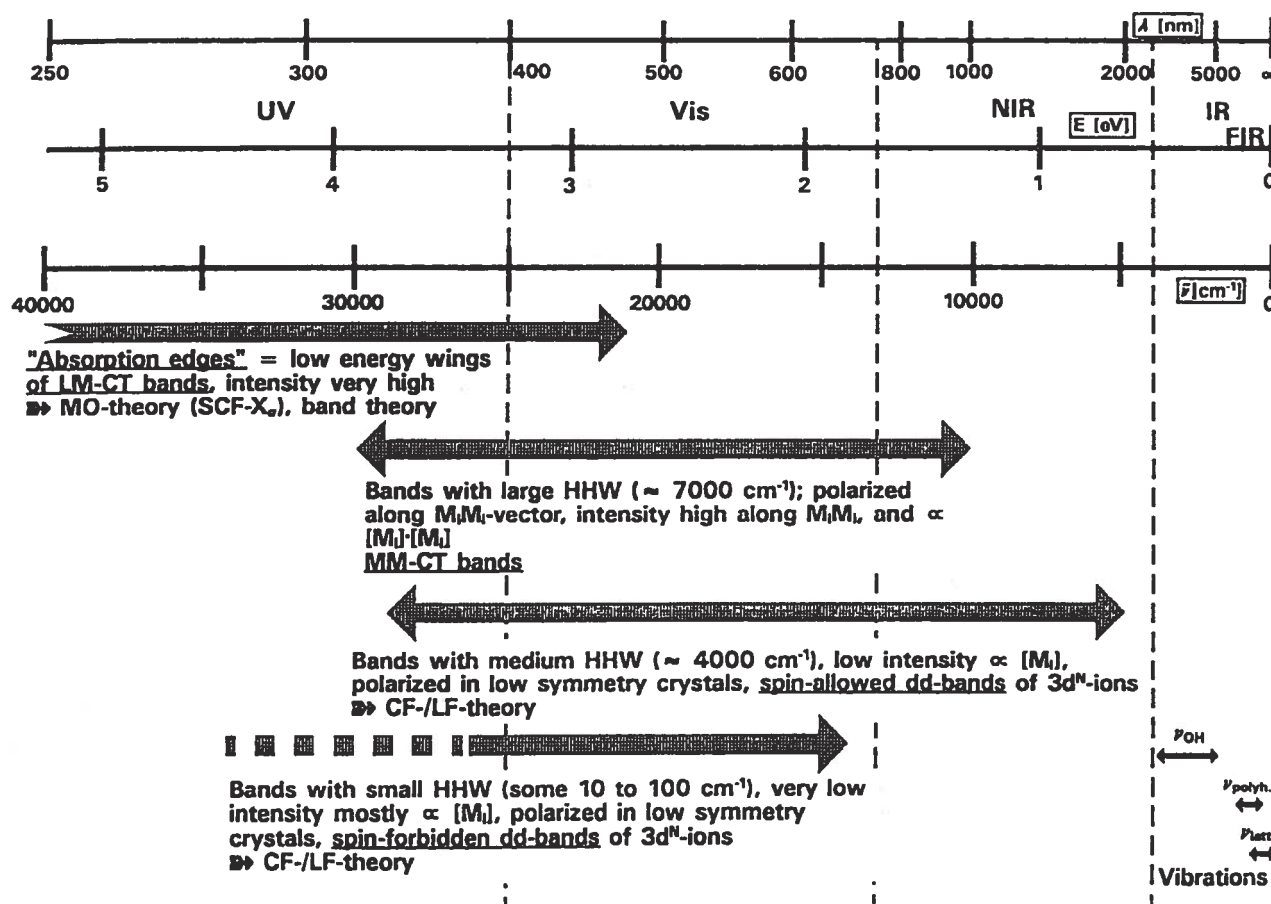 λ [nm]
250 300 400 500 600 800 1000 2000 5000 ∝
UV Vis NIR IR
E [eV]
FIR
5 4 3 2 1 0
40000 30000 20000 10000 0
ν̄[cm⁻¹]
"Absorption edges" = low energy wings
of LM-CT bands, intensity very high
➽ MO-theory (SCF-Xα), band theory
Bands with large HHW (≈ 7000 cm⁻¹); polarized
along MᵢMⱼ-vector, intensity high along MᵢMⱼ, and ∝
[Mᵢ]·[Mⱼ]
MM-CT bands
Bands with medium HHW (≈ 4000 cm⁻¹), low intensity ∝ [Mᵢ],
polarized in low symmetry crystals, spin-allowed dd-bands of 3dᴺ-ions
➽ CF-/LF-theory
Bands with small HHW (some 10 to 100 cm⁻¹), very low
intensity mostly ∝ [Mᵢ], polarized in low symmetry
crystals, spin-forbidden dd-bands of 3dᴺ-ions
➽ CF-/LF-theory
νOH
νpolyh.
νlatt
Vibrations